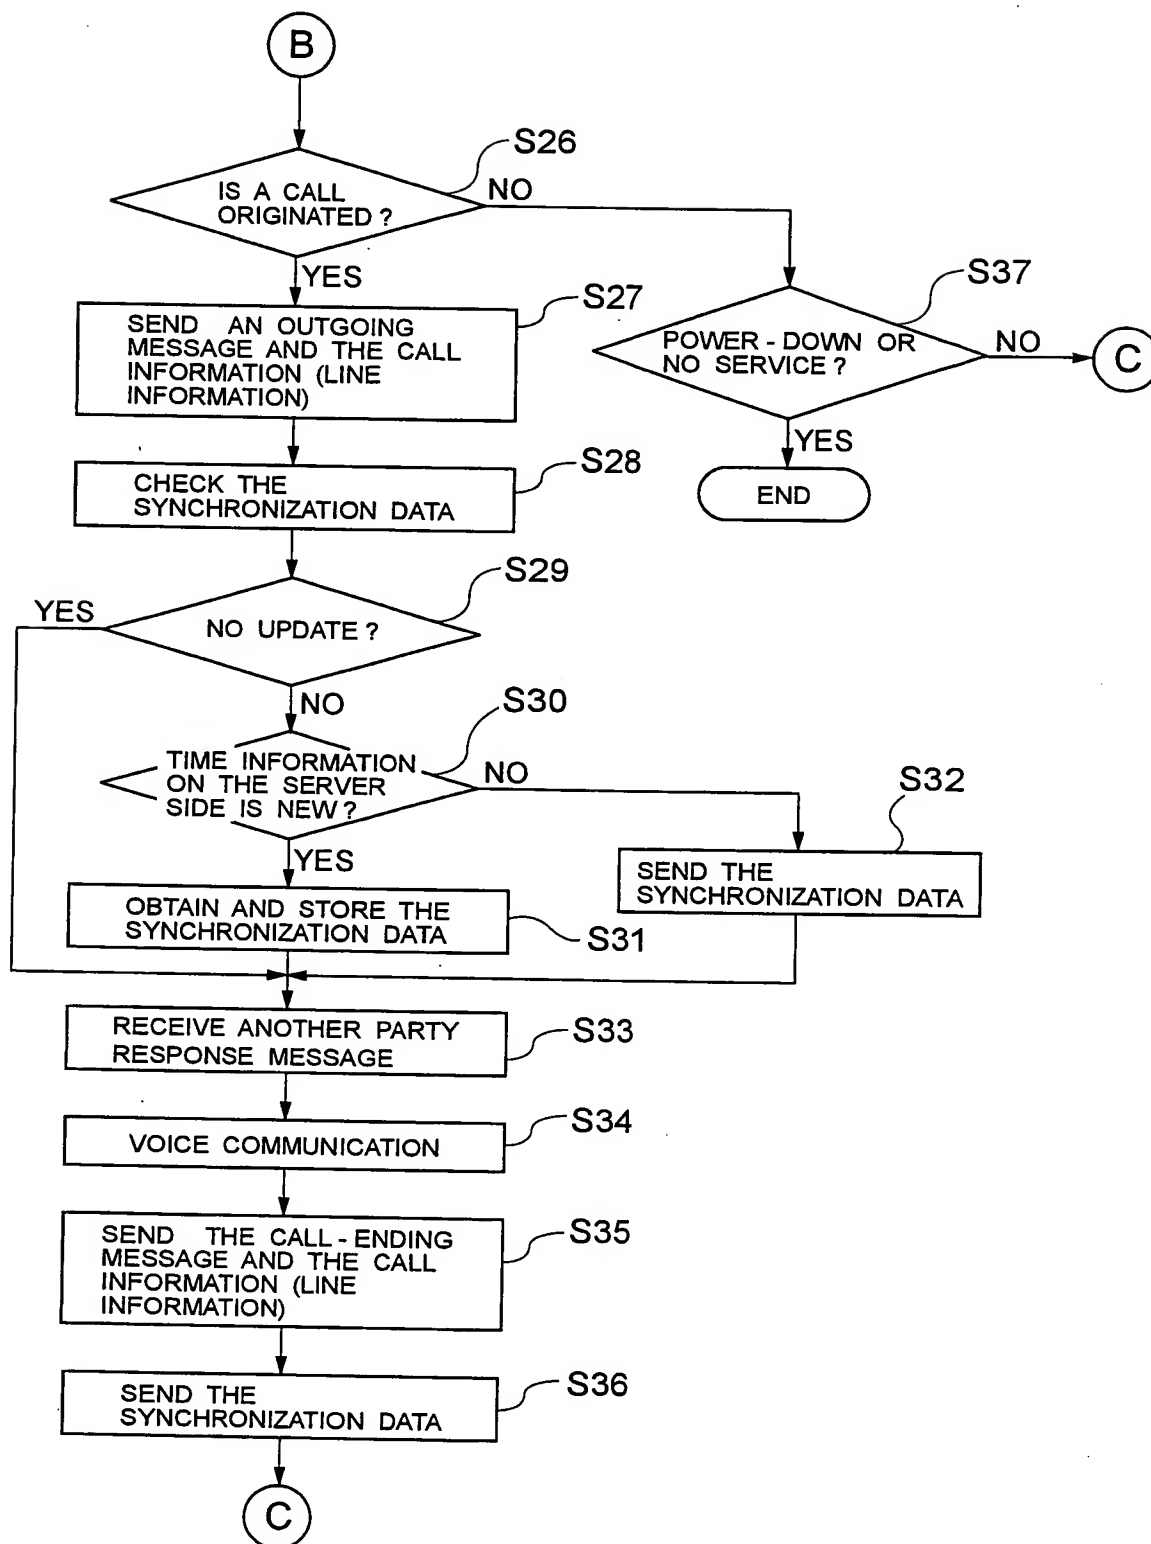 B
S26
IS A CALL
ORIGINATED ?
NO
YES
S27
SEND AN OUTGOING
MESSAGE AND THE CALL
INFORMATION (LINE
INFORMATION)
S37
POWER - DOWN OR
NO SERVICE ?
NO
C
YES
END
S28
CHECK THE
SYNCHRONIZATION DATA
S29
YES
NO UPDATE ?
NO
S30
TIME INFORMATION
ON THE SERVER
SIDE IS NEW ?
NO
YES
S32
SEND THE
SYNCHRONIZATION DATA
OBTAIN AND STORE THE
SYNCHRONIZATION DATA
S31
RECEIVE ANOTHER PARTY
RESPONSE MESSAGE
S33
VOICE COMMUNICATION
S34
SEND THE CALL - ENDING
MESSAGE AND THE CALL
INFORMATION (LINE
INFORMATION)
S35
SEND THE
SYNCHRONIZATION DATA
S36
C